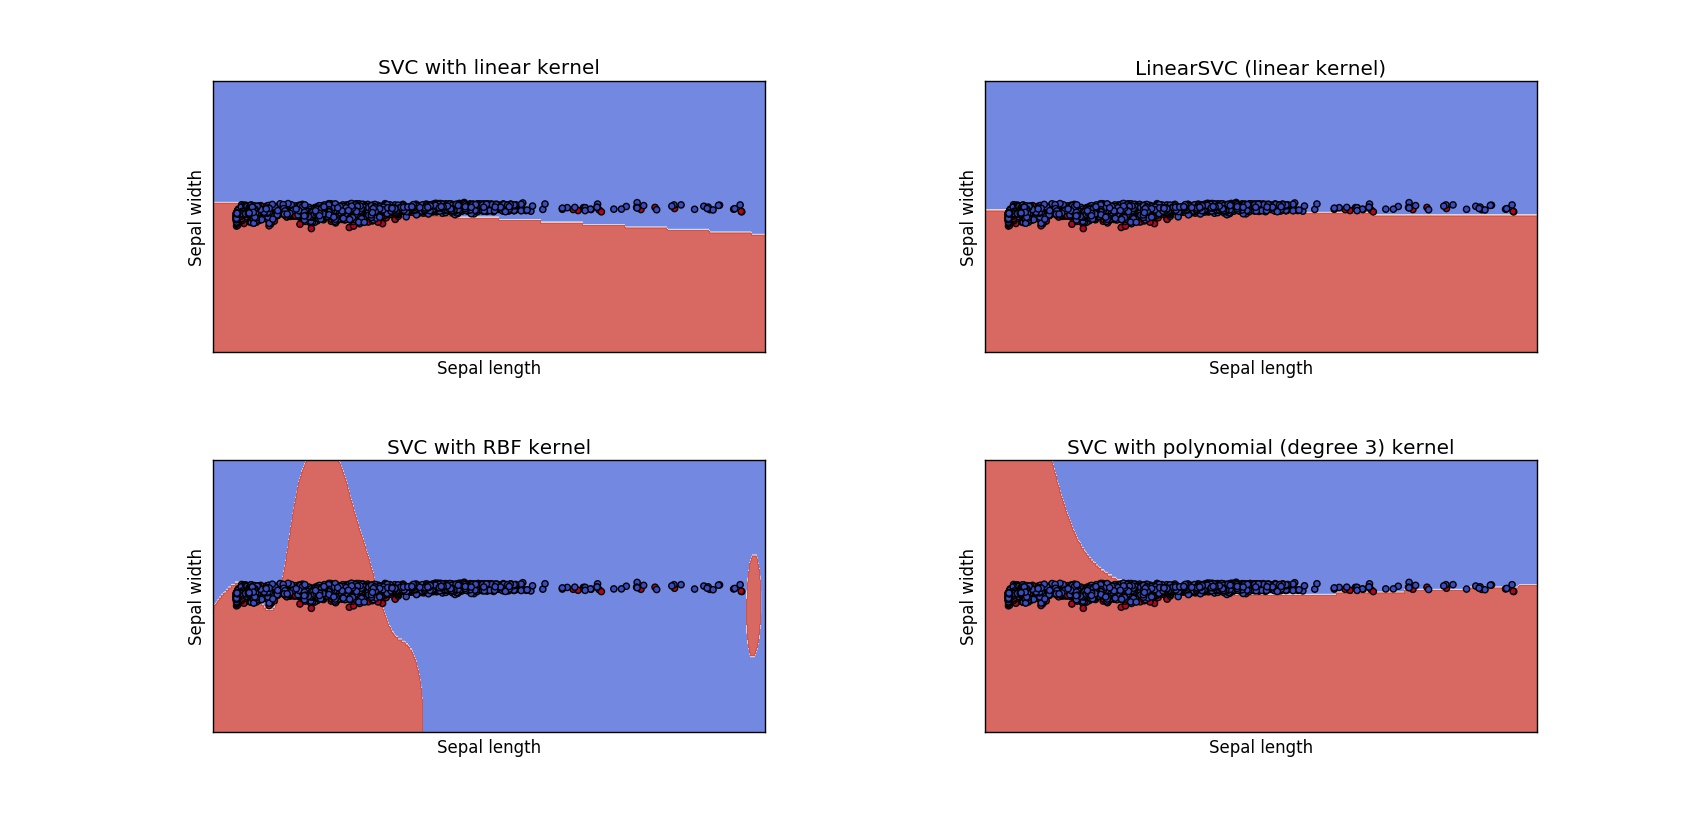 SVC with linear kernel
LinearSVC (linear kernel)
Sepal width
Sepal width
Sepal length
Sepal length
SVC with RBF kernel
SVC with polynomial (degree 3) kernel
Sepal width
Sepal width
Sepal length
Sepal length